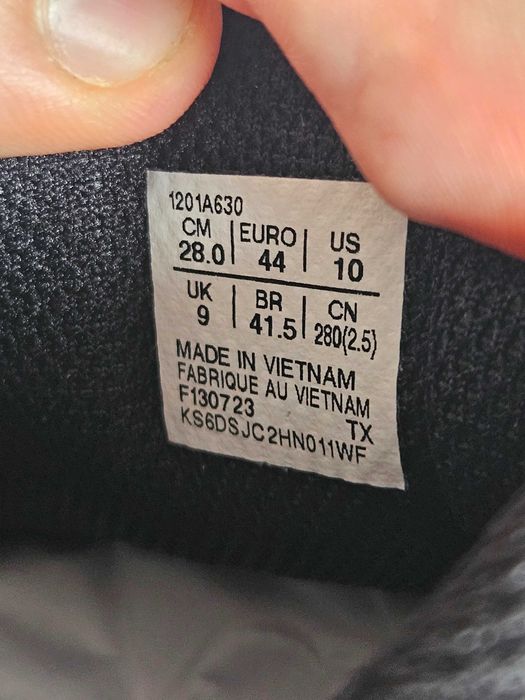 1201A630
CM EURO US
28.0 44 10
UK BR CN
9 41.5 280(2.5)
MADE IN VIETNAM
FABRIQUE AU VIETNAM
F130723 TX
KS6DSJC2HN011WF